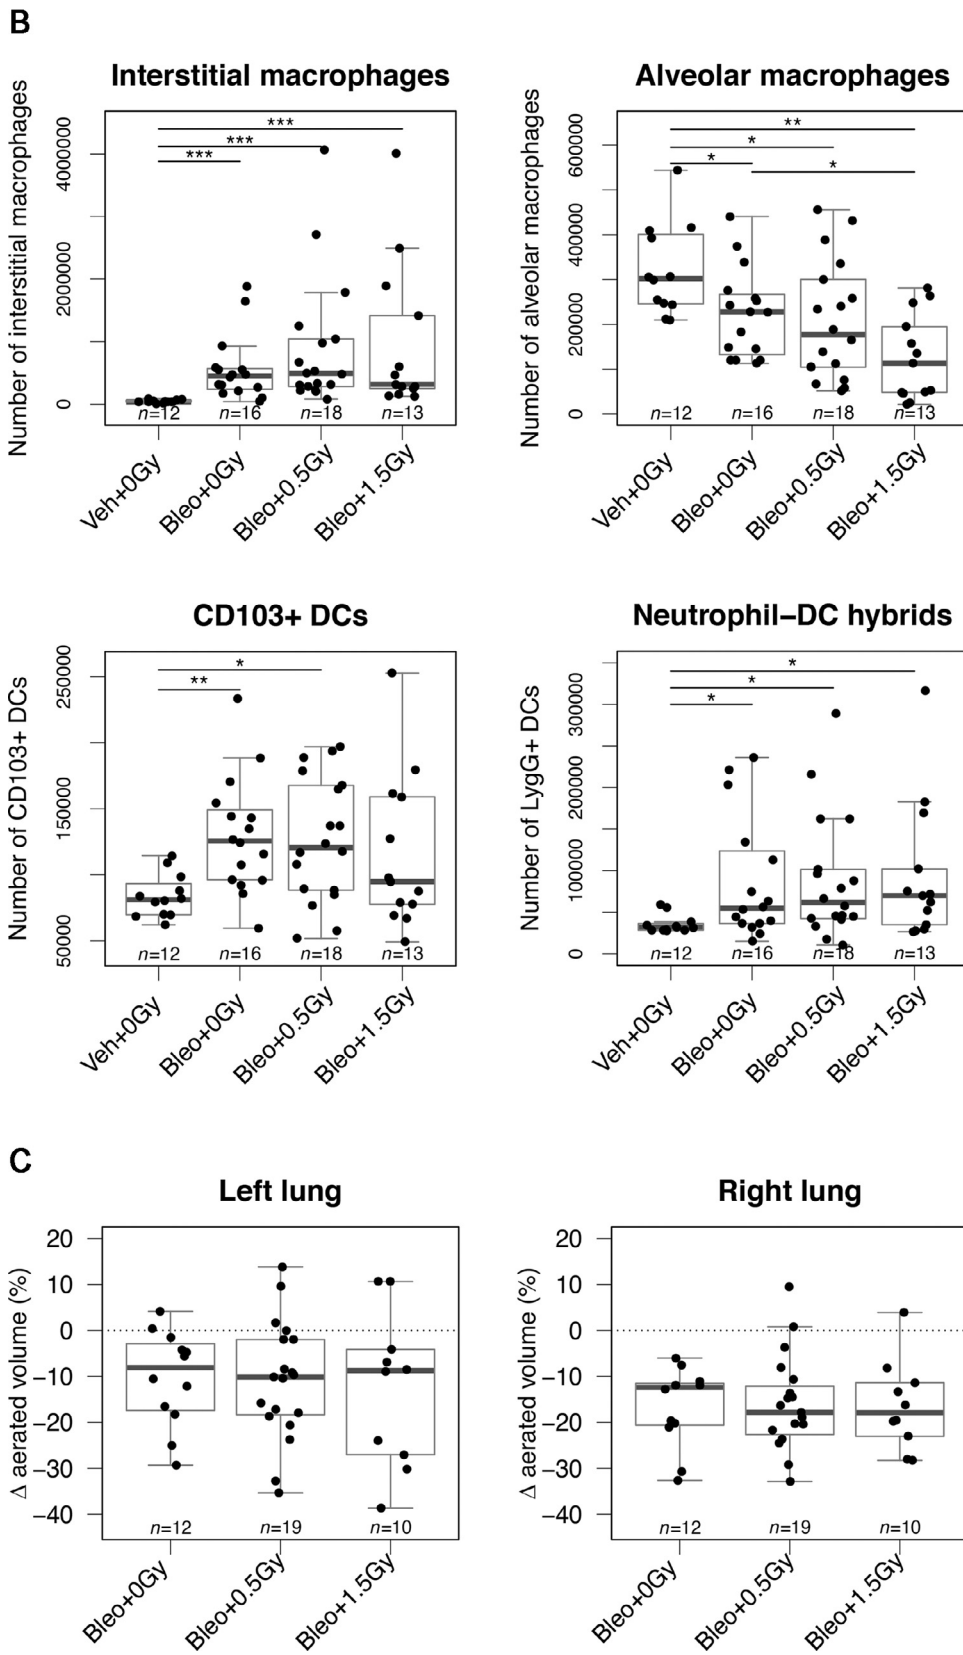 B
Interstitial macrophages
Number of interstitial macrophages
4000000
2000000
0
***
***
***
n=12
n=16
n=18
n=13
Veh+0Gy
Bleo+0Gy
Bleo+0.5Gy
Bleo+1.5Gy
Alveolar macrophages
Number of alveolar macrophages
600000
400000
200000
0
**
*
*
*
n=12
n=16
n=18
n=13
Veh+0Gy
Bleo+0Gy
Bleo+0.5Gy
Bleo+1.5Gy
CD103+ DCs
Number of CD103+ DCs
250000
150000
50000
*
**
n=12
n=16
n=18
n=13
Veh+0Gy
Bleo+0Gy
Bleo+0.5Gy
Bleo+1.5Gy
Neutrophil–DC hybrids
Number of LygG+ DCs
300000
200000
100000
0
*
*
*
n=12
n=16
n=18
n=13
Veh+0Gy
Bleo+0Gy
Bleo+0.5Gy
Bleo+1.5Gy
C
Left lung
Δ aerated volume (%)
20
10
0
−10
−20
−30
−40
n=12
n=19
n=10
Bleo+0Gy
Bleo+0.5Gy
Bleo+1.5Gy
Right lung
Δ aerated volume (%)
20
10
0
−10
−20
−30
−40
n=12
n=19
n=10
Bleo+0Gy
Bleo+0.5Gy
Bleo+1.5Gy